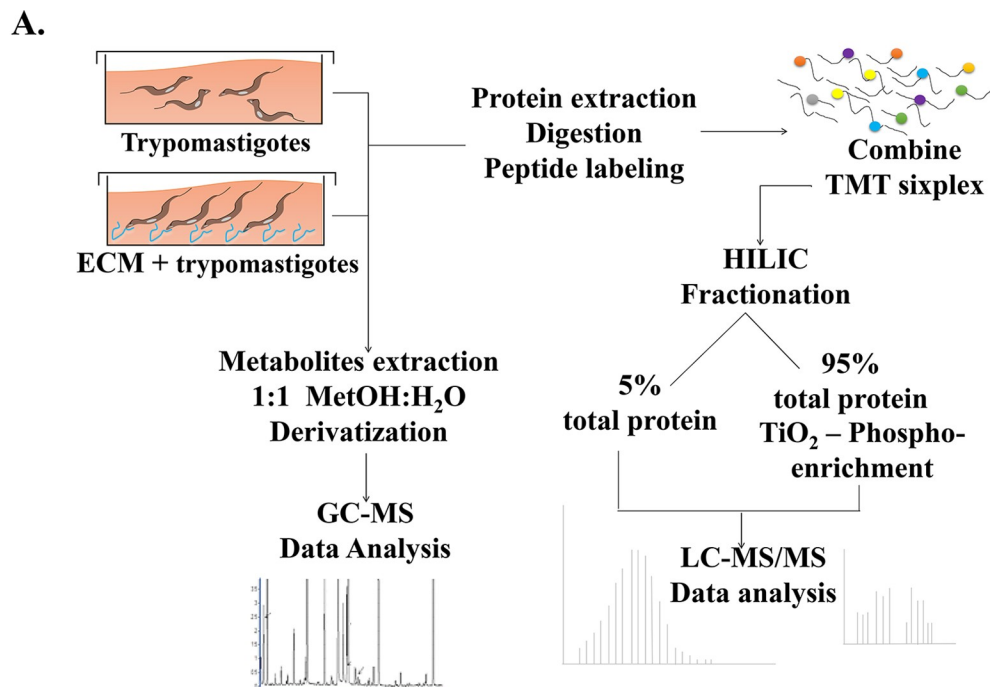 A.
Trypomastigotes
ECM + trypomastigotes
Protein extraction
Digestion
Peptide labeling
Combine
TMT sixplex
HILIC
Fractionation
5%
total protein
95%
total protein
TiO₂ – Phospho-
enrichment
Metabolites extraction
1:1 MetOH:H₂O
Derivatization
GC-MS
Data Analysis
LC-MS/MS
Data analysis